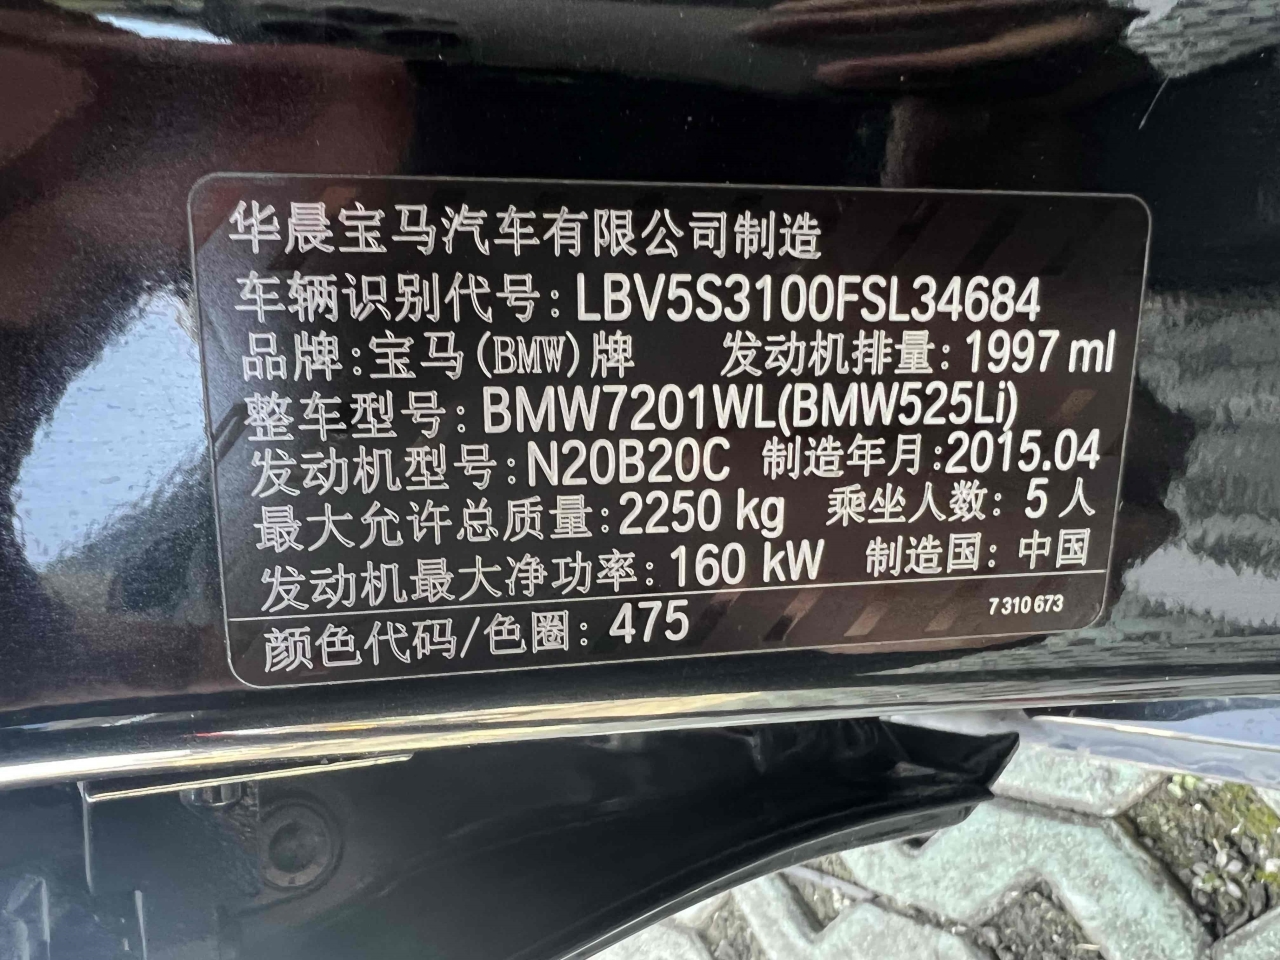 华晨宝马汽车有限公司制造
车辆识别代号: LBV5S3100FSL34684
品牌: 宝马(BMW)牌 发动机排量: 1997 ml
整车型号: BMW7201WL(BMW525Li)
发动机型号: N20B20C 制造年月: 2015.04
最大允许总质量: 2250 kg 乘坐人数: 5 人
发动机最大净功率: 160 kW 制造国: 中国
颜色代码/色圈: 475 7 310 673